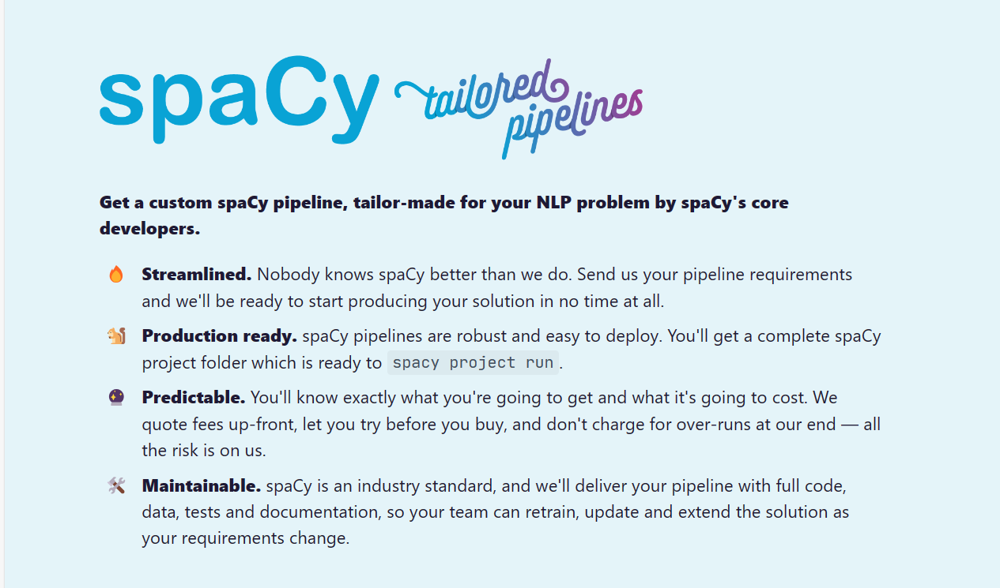 spaCy tailored pipelines
Get a custom spaCy pipeline, tailor-made for your NLP problem by spaCy's core
developers.
Streamlined. Nobody knows spaCy better than we do. Send us your pipeline requirements
and we'll be ready to start producing your solution in no time at all.
Production ready. spaCy pipelines are robust and easy to deploy. You'll get a complete spaCy
project folder which is ready to spacy project run.
Predictable. You'll know exactly what you're going to get and what it's going to cost. We
quote fees up-front, let you try before you buy, and don't charge for over-runs at our end — all
the risk is on us.
Maintainable. spaCy is an industry standard, and we'll deliver your pipeline with full code,
data, tests and documentation, so your team can retrain, update and extend the solution as
your requirements change.